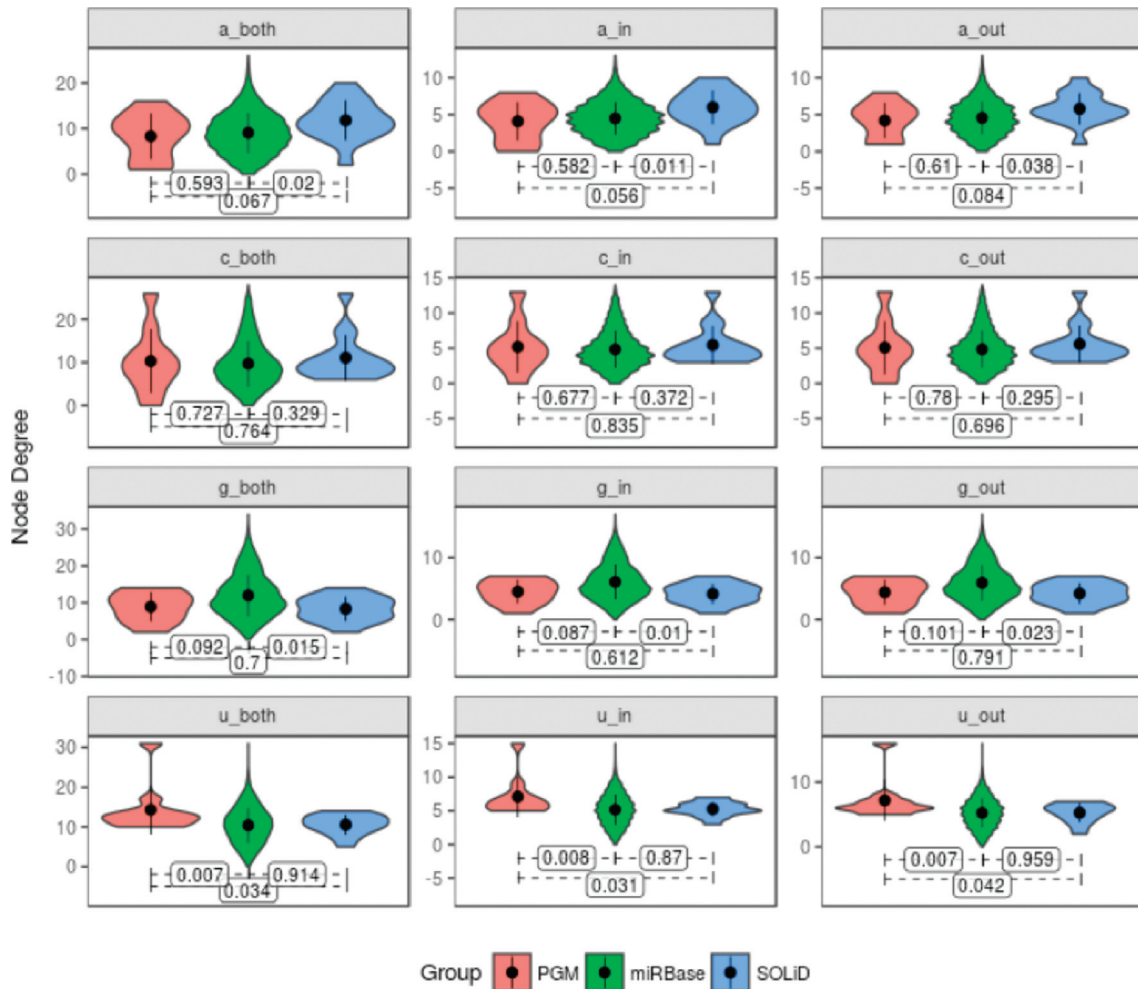 a_both a_in a_out
20 10 10
10 5 5
0 0 0
-5 -5
0.593 0.02 0.582 0.011 0.61 0.038
0.067 0.056 0.084
c_both c_in c_out
15 15
20 10 10
10 5 5
0 0 0
-5 -5
0.727 0.329 0.677 0.372 0.78 0.295
0.764 0.835 0.696
Node Degree
g_both g_in g_out
30
20 10 10
10
0 0 0
-10
0.092 0.015 0.087 0.01 0.101 0.023
0.7 0.612 0.791
u_both u_in u_out
30 15
20 10 10
10 5
0 0 0
-5
0.007 0.914 0.008 0.87 0.007 0.959
0.034 0.031 0.042
Group PGM miRBase SOLiD